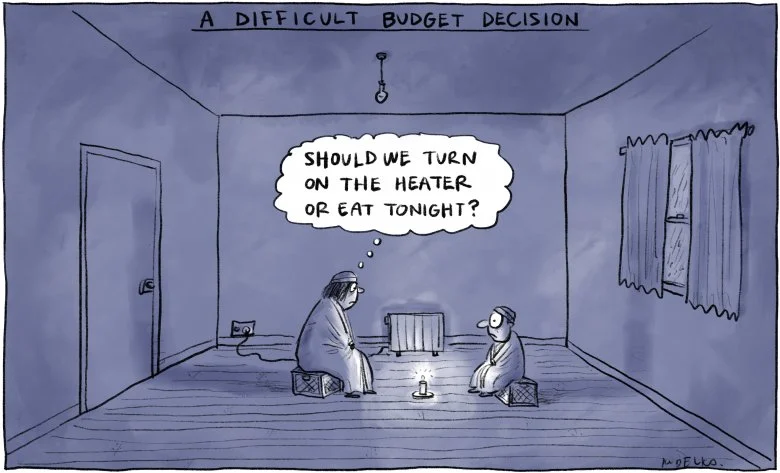 A DIFFICULT BUDGET DECISION
SHOULD WE TURN
ON THE HEATER
OR EAT TONIGHT?